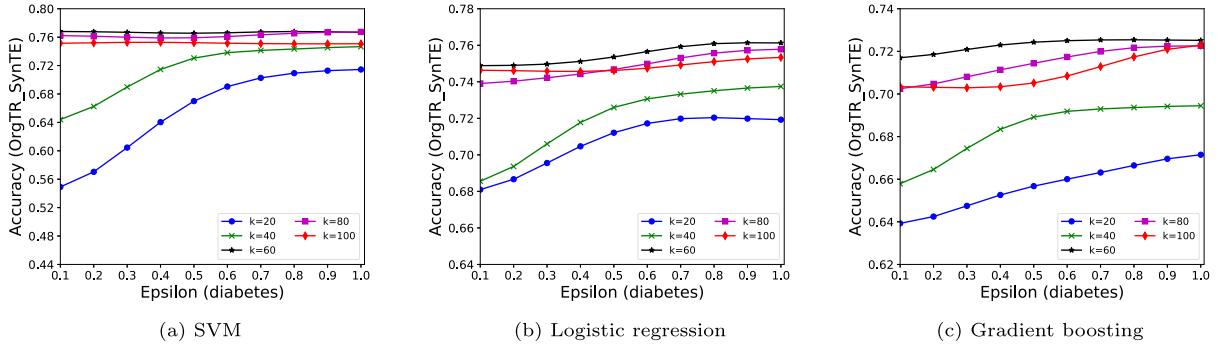 Accuracy (OrgTR_SynTE)
0.80
0.76
0.72
0.68
0.64
0.60
0.56
0.52
0.48
0.44
k=20
k=40
k=60
k=80
k=100
0.1 0.2 0.3 0.4 0.5 0.6 0.7 0.8 0.9 1.0
Epsilon (diabetes)
(a) SVM
Accuracy (OrgTR_SynTE)
0.78
0.76
0.74
0.72
0.70
0.68
0.66
0.64
k=20
k=40
k=60
k=80
k=100
0.1 0.2 0.3 0.4 0.5 0.6 0.7 0.8 0.9 1.0
Epsilon (diabetes)
(b) Logistic regression
Accuracy (OrgTR_SynTE)
0.74
0.72
0.70
0.68
0.66
0.64
0.62
k=20
k=40
k=60
k=80
k=100
0.1 0.2 0.3 0.4 0.5 0.6 0.7 0.8 0.9 1.0
Epsilon (diabetes)
(c) Gradient boosting